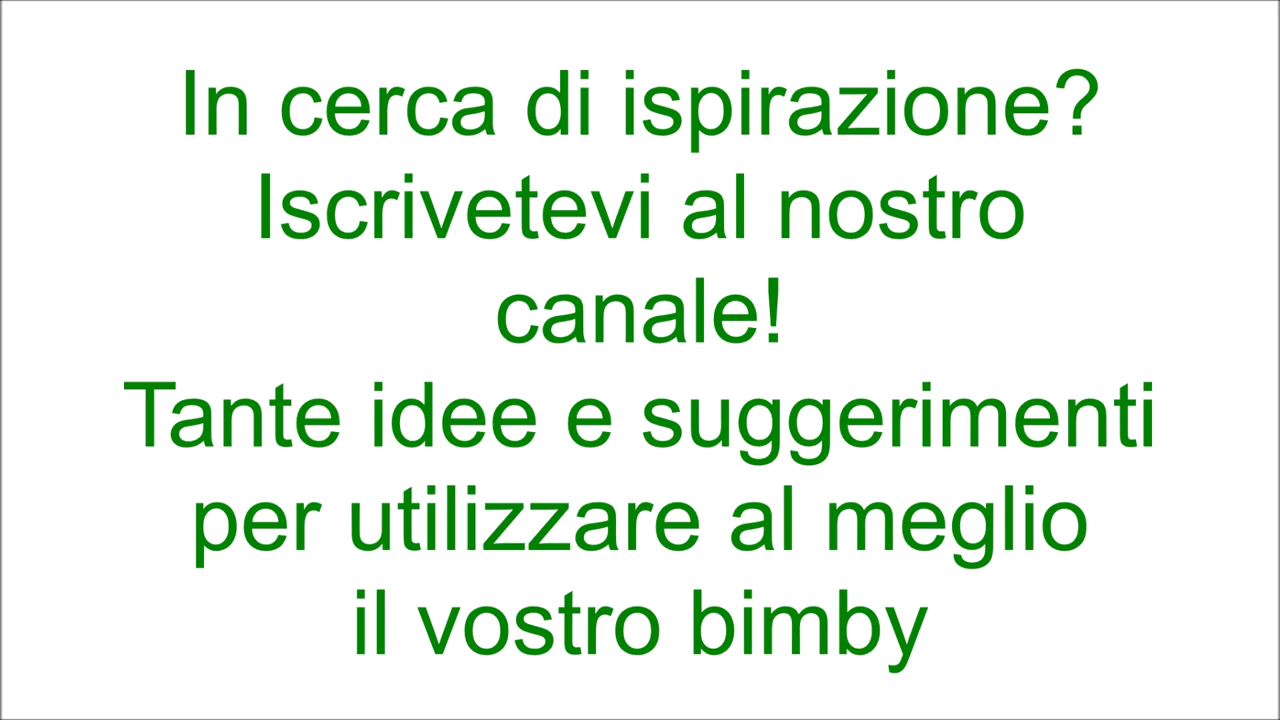 In cerca di ispirazione?
Iscrivetevi al nostro
canale!
Tante idee e suggerimenti
per utilizzare al meglio
il vostro bimby